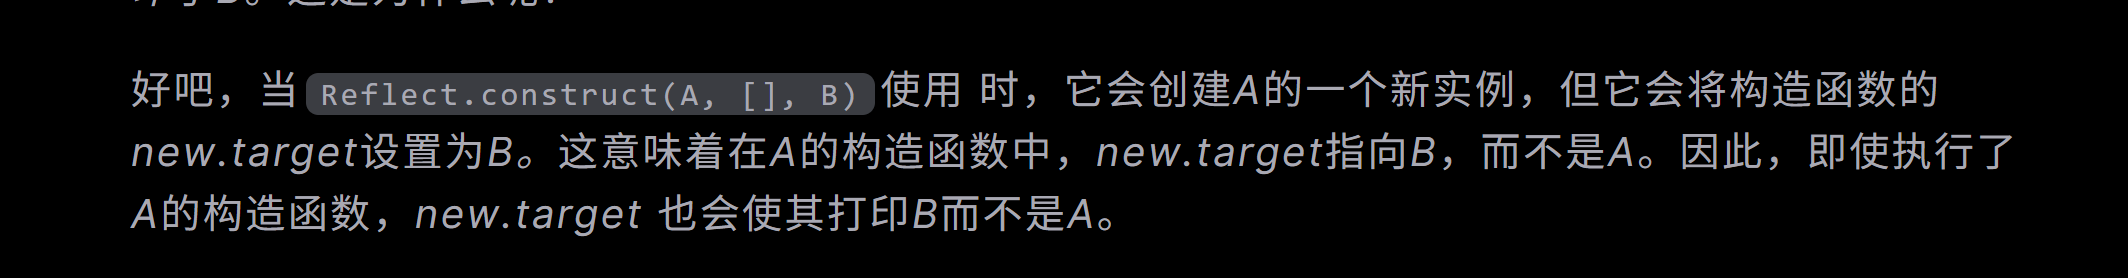 好吧，当 Reflect.construct(A, [], B) 使用 时，它会创建A的一个新实例，但它会将构造函数的
new.target设置为B。这意味着在A的构造函数中，new.target指向B，而不是A。因此，即使执行了
A的构造函数，new.target 也会使其打印B而不是A。